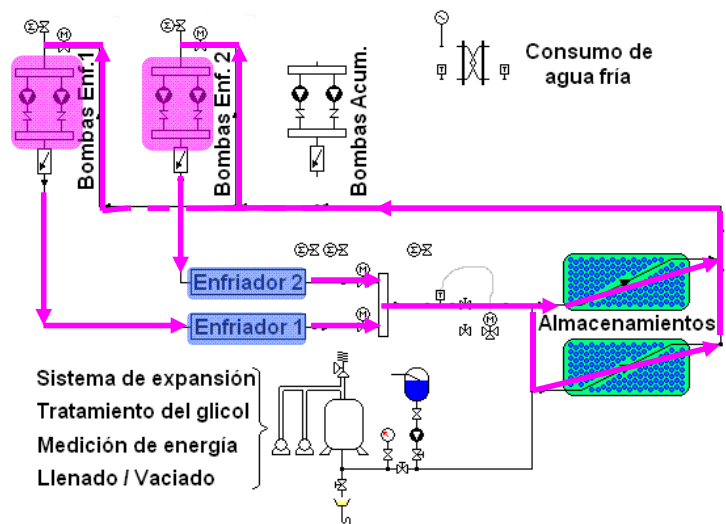 Bombas Enf.1
Bombas Enf. 2
Bombas Acum.
Consumo de
agua fría
Σ
M
Σ
M
T
T
Σ
Σ
Σ
Enfriador 2
M
T
Enfriador 1
M
M
Almacenamientos
Sistema de expansión
Tratamiento del glicol
Medición de energía
Llenado / Vaciado